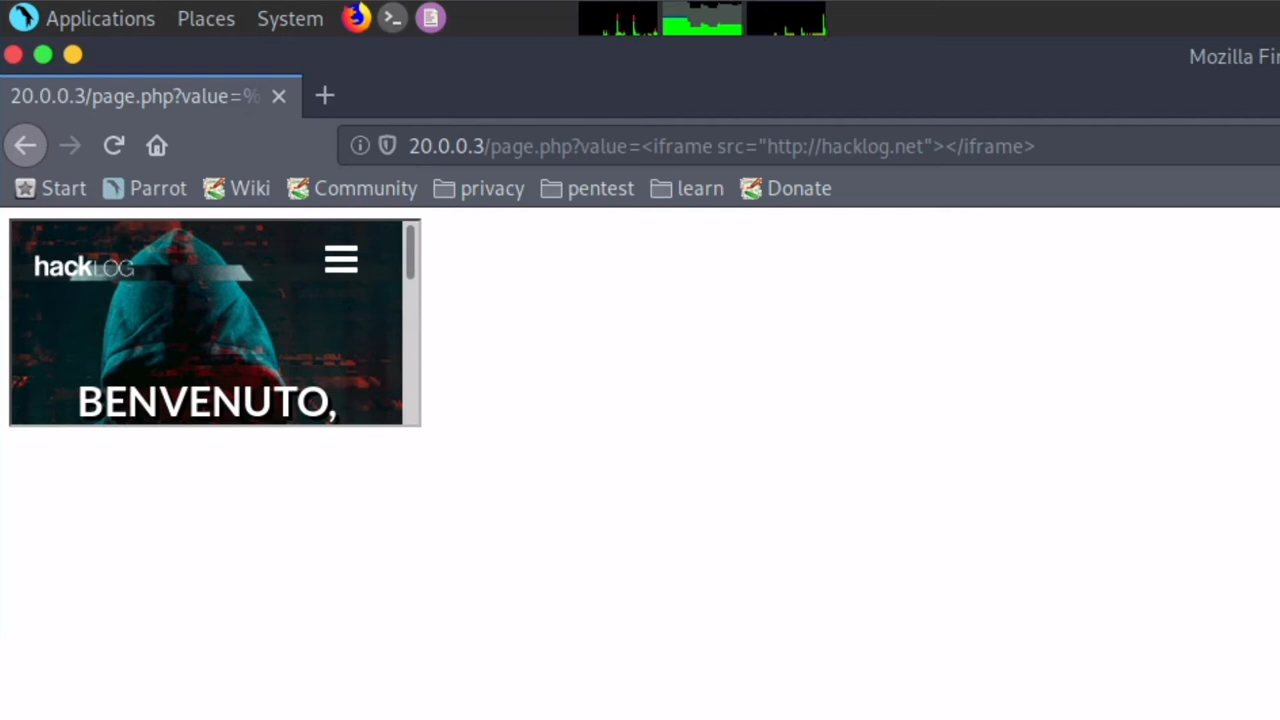 Applications Places System
Mozilla Fir
20.0.0.3/page.php?value=%
20.0.0.3/page.php?value=<iframe src="http://hacklog.net"></iframe>
Start Parrot Wiki Community privacy pentest learn Donate
hackLOG
BENVENUTO,